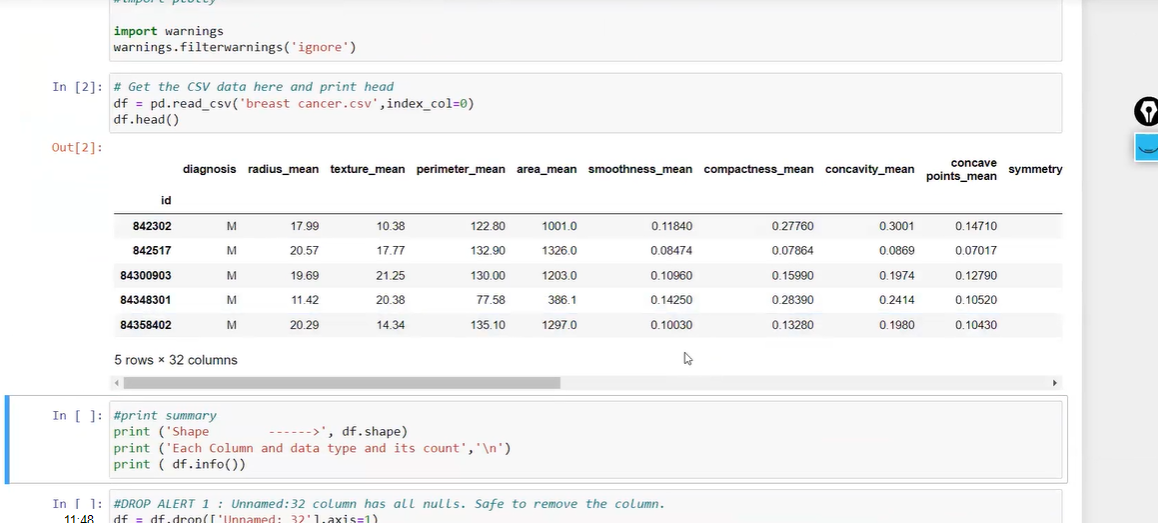 #import plotly
import warnings
warnings.filterwarnings('ignore')
In [2]: # Get the CSV data here and print head
df = pd.read_csv('breast cancer.csv',index_col=0)
df.head()
Out[2]:
diagnosis radius_mean texture_mean perimeter_mean area_mean smoothness_mean compactness_mean concavity_mean concave points_mean symmetry
id
842302 M 17.99 10.38 122.80 1001.0 0.11840 0.27760 0.3001 0.14710
842517 M 20.57 17.77 132.90 1326.0 0.08474 0.07864 0.0869 0.07017
84300903 M 19.69 21.25 130.00 1203.0 0.10960 0.15990 0.1974 0.12790
84348301 M 11.42 20.38 77.58 386.1 0.14250 0.28390 0.2414 0.10520
84358402 M 20.29 14.34 135.10 1297.0 0.10030 0.13280 0.1980 0.10430
5 rows × 32 columns
In [ ]: #print summary
print ('Shape ------>', df.shape)
print ('Each Column and data type and its count','\n')
print ( df.info())
In [ ]: #DROP ALERT 1 : Unnamed:32 column has all nulls. Safe to remove the column.
df = df.drop(['Unnamed: 32'],axis=1)
11:48